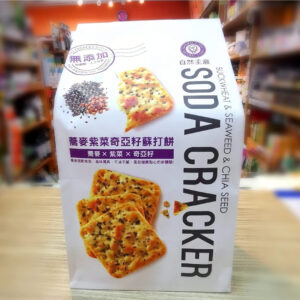 無添加
自然主義
SODA CRACKER
BUCKWHEAT & SEAWEED & CHIA SEED
蕎麥紫菜奇亞籽蘇打餅
蕎麥 × 紫菜 × 奇亞籽